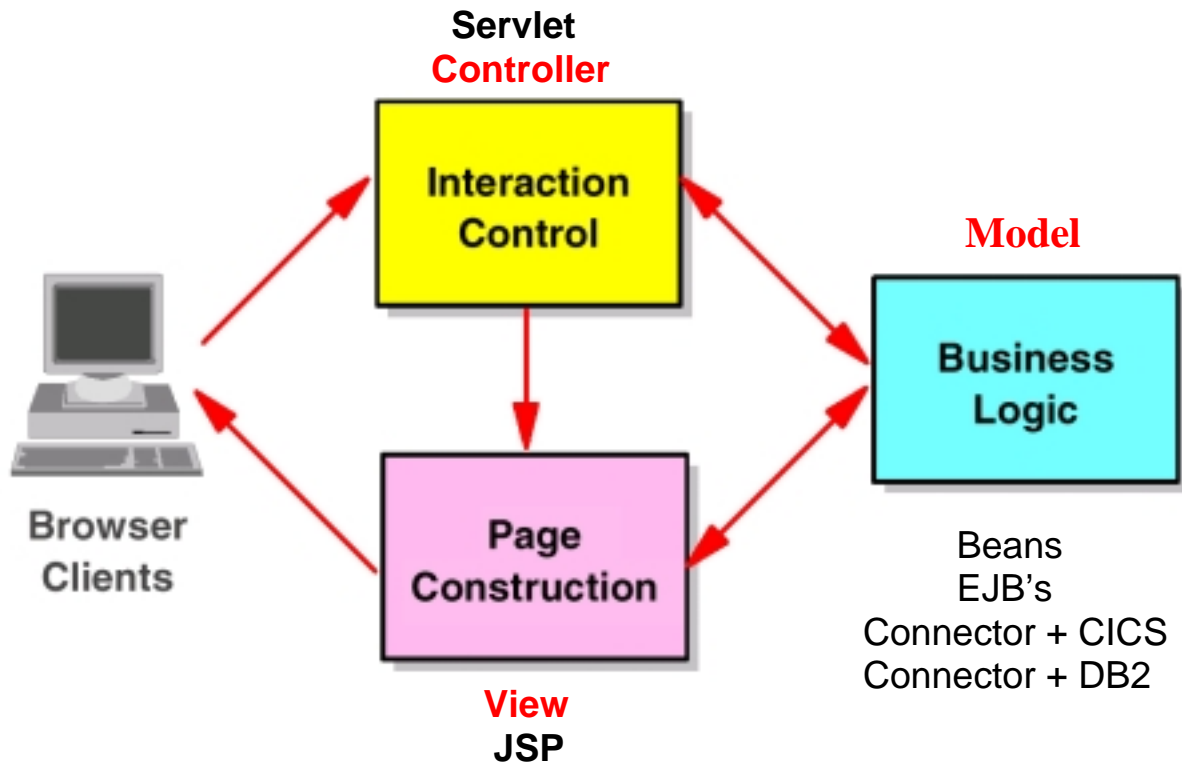 Servlet
Controller
Interaction
Control
Model
Business
Logic
Browser
Clients
Page
Construction
Beans
EJB’s
Connector + CICS
Connector + DB2
View
JSP